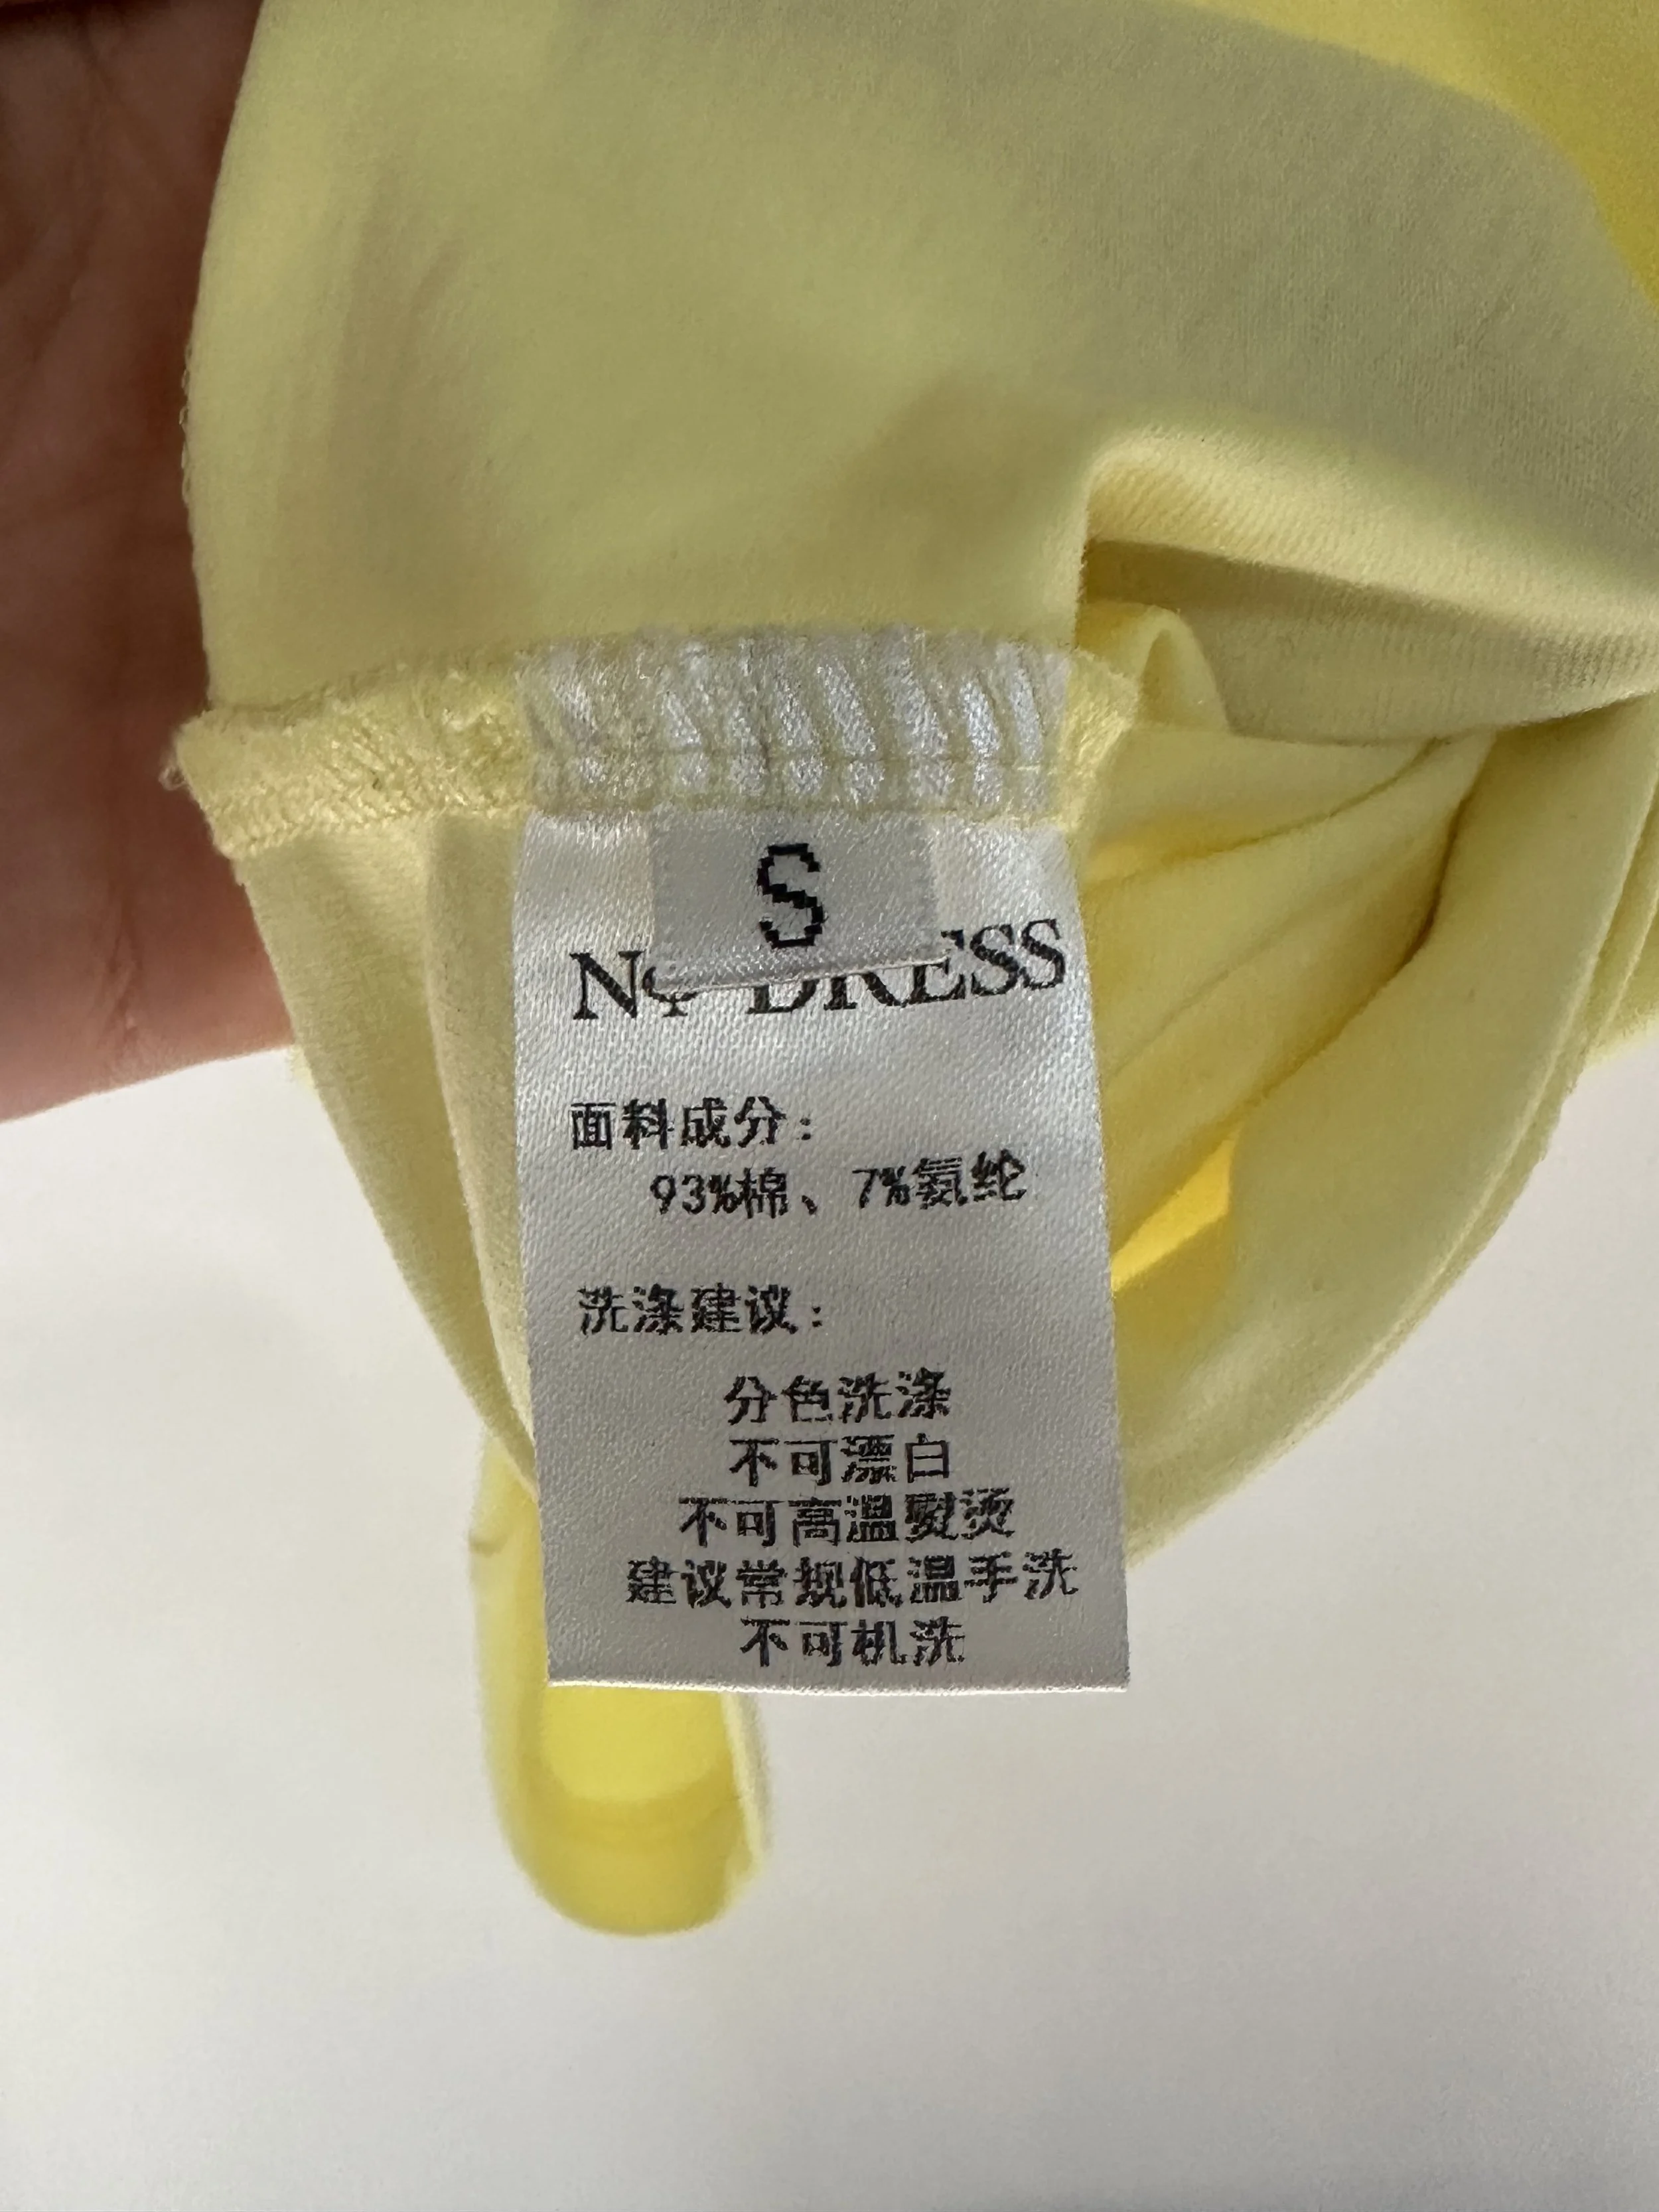 S
NO DRESS
面料成分：
93%棉、7%氨纶
洗涤建议：
分色洗涤
不可漂白
不可高温熨烫
建议常规低温手洗
不可机洗